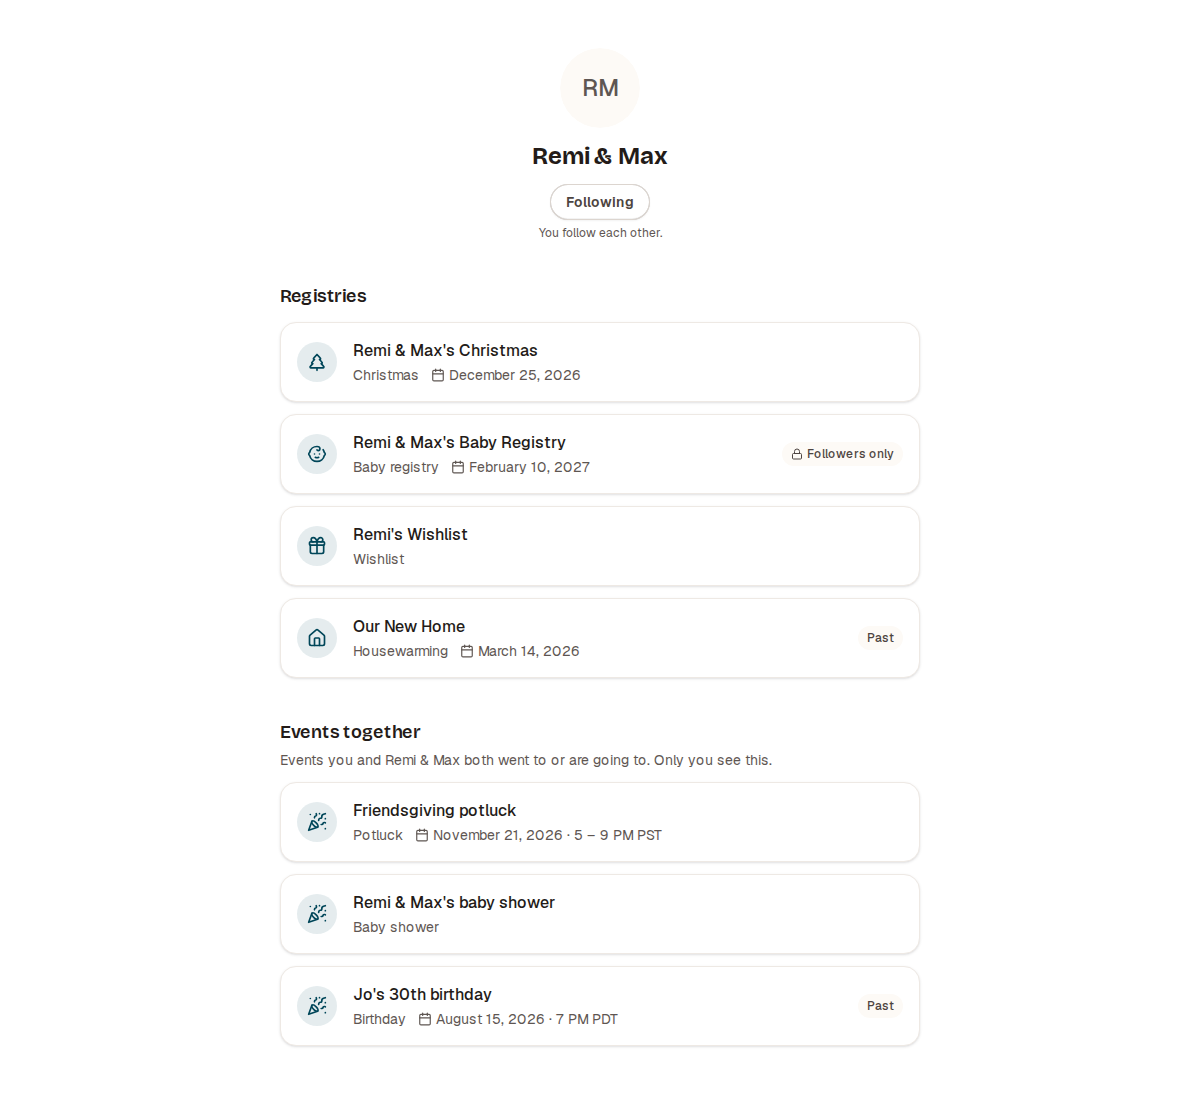 RM
Remi & Max
Following
You follow each other.
Registries
Remi & Max's Christmas
Christmas December 25, 2026
Remi & Max's Baby Registry
Baby registry February 10, 2027
Followers only
Remi's Wishlist
Wishlist
Our New Home
Housewarming March 14, 2026
Past
Events together
Events you and Remi & Max both went to or are going to. Only you see this.
Friendsgiving potluck
Potluck November 21, 2026 · 5 – 9 PM PST
Remi & Max's baby shower
Baby shower
Jo's 30th birthday
Birthday August 15, 2026 · 7 PM PDT
Past